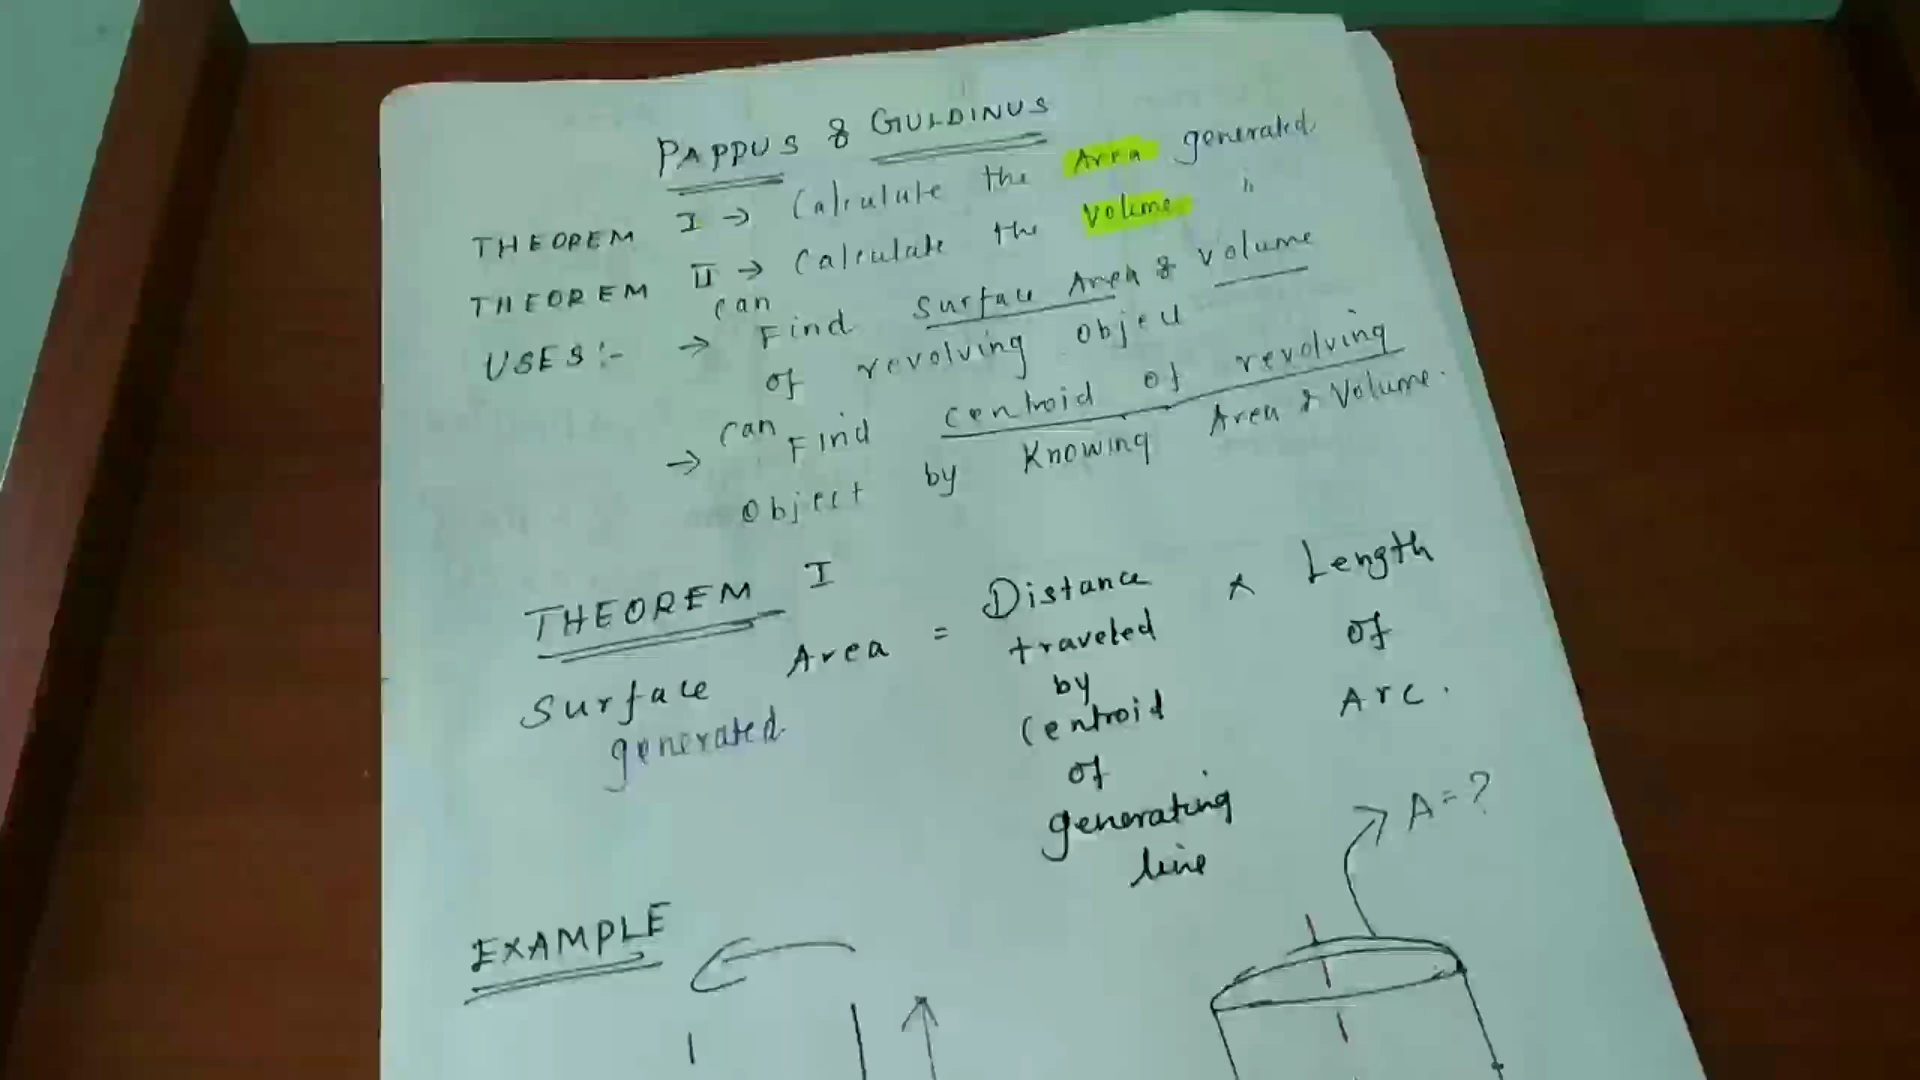 PAPPUS & GULDINUS
THEOREM I → Calculate the Area generated
THEOREM II → Calculate the Volume "
USES:- → can Find Surface Area & Volume
of revolving Object
→ can Find centroid of revolving
Object by Knowing Area & Volume.
THEOREM I
Surface Area generated = Distance traveled by Centroid of generating line × Length of Arc.
A = ?
EXAMPLE